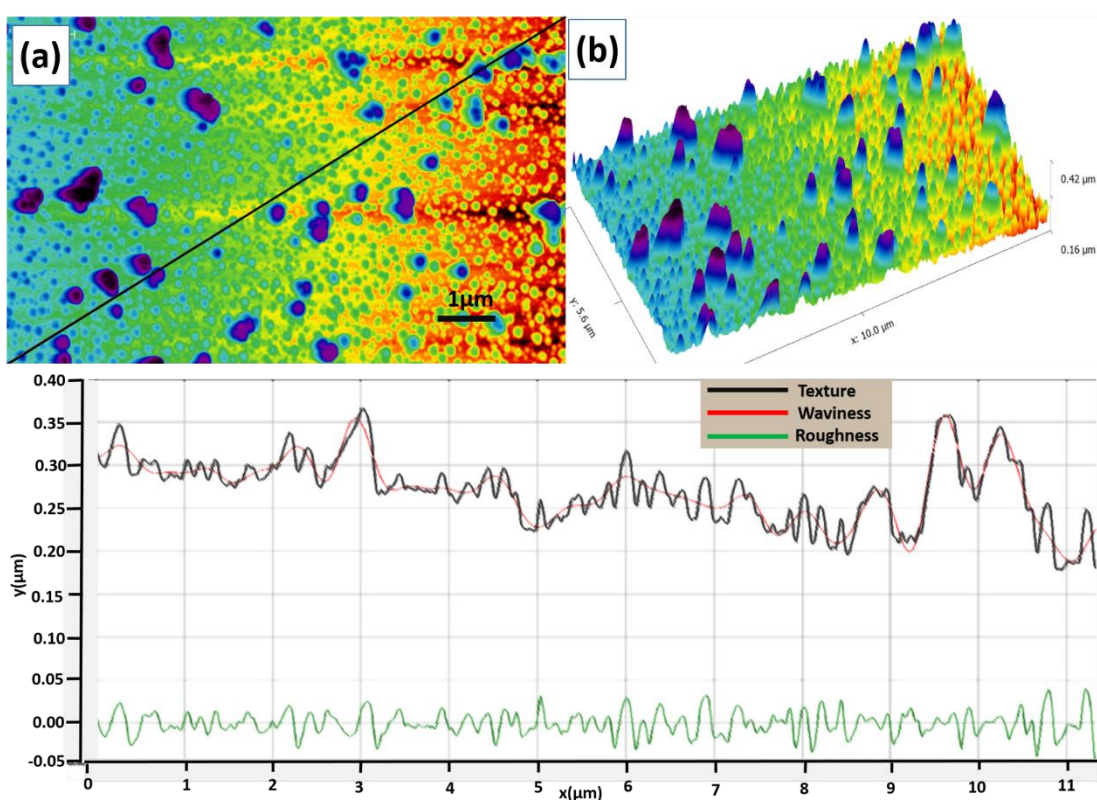 (a)
1μm
(b)
0.42 μm
0.16 μm
y: 5.6 μm
x: 10.0 μm
0.40
0.35
0.30
0.25
0.20
0.15
0.10
0.05
0.00
-0.05
y(μm)
Texture
Waviness
Roughness
0 1 2 3 4 5 6 7 8 9 10 11
x(μm)